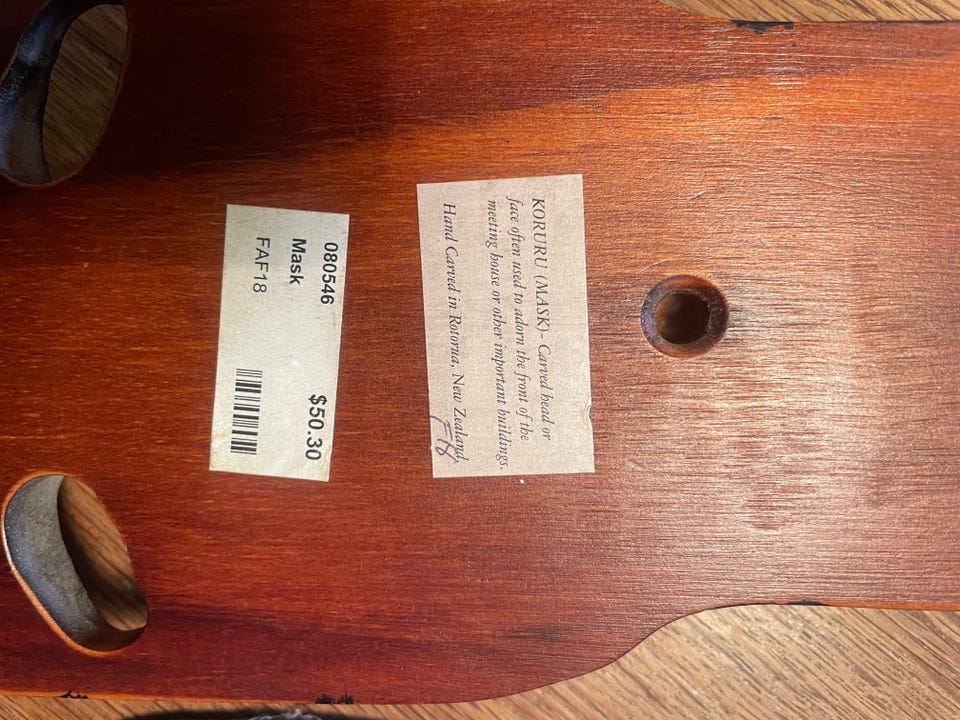 KORURU (MASK)- Carved head or
face often used to adorn the front of the
meeting house or other important buildings.
Hand Carved in Rotorua, New Zealand,
F18
080546 $50.30
Mask
FAF18